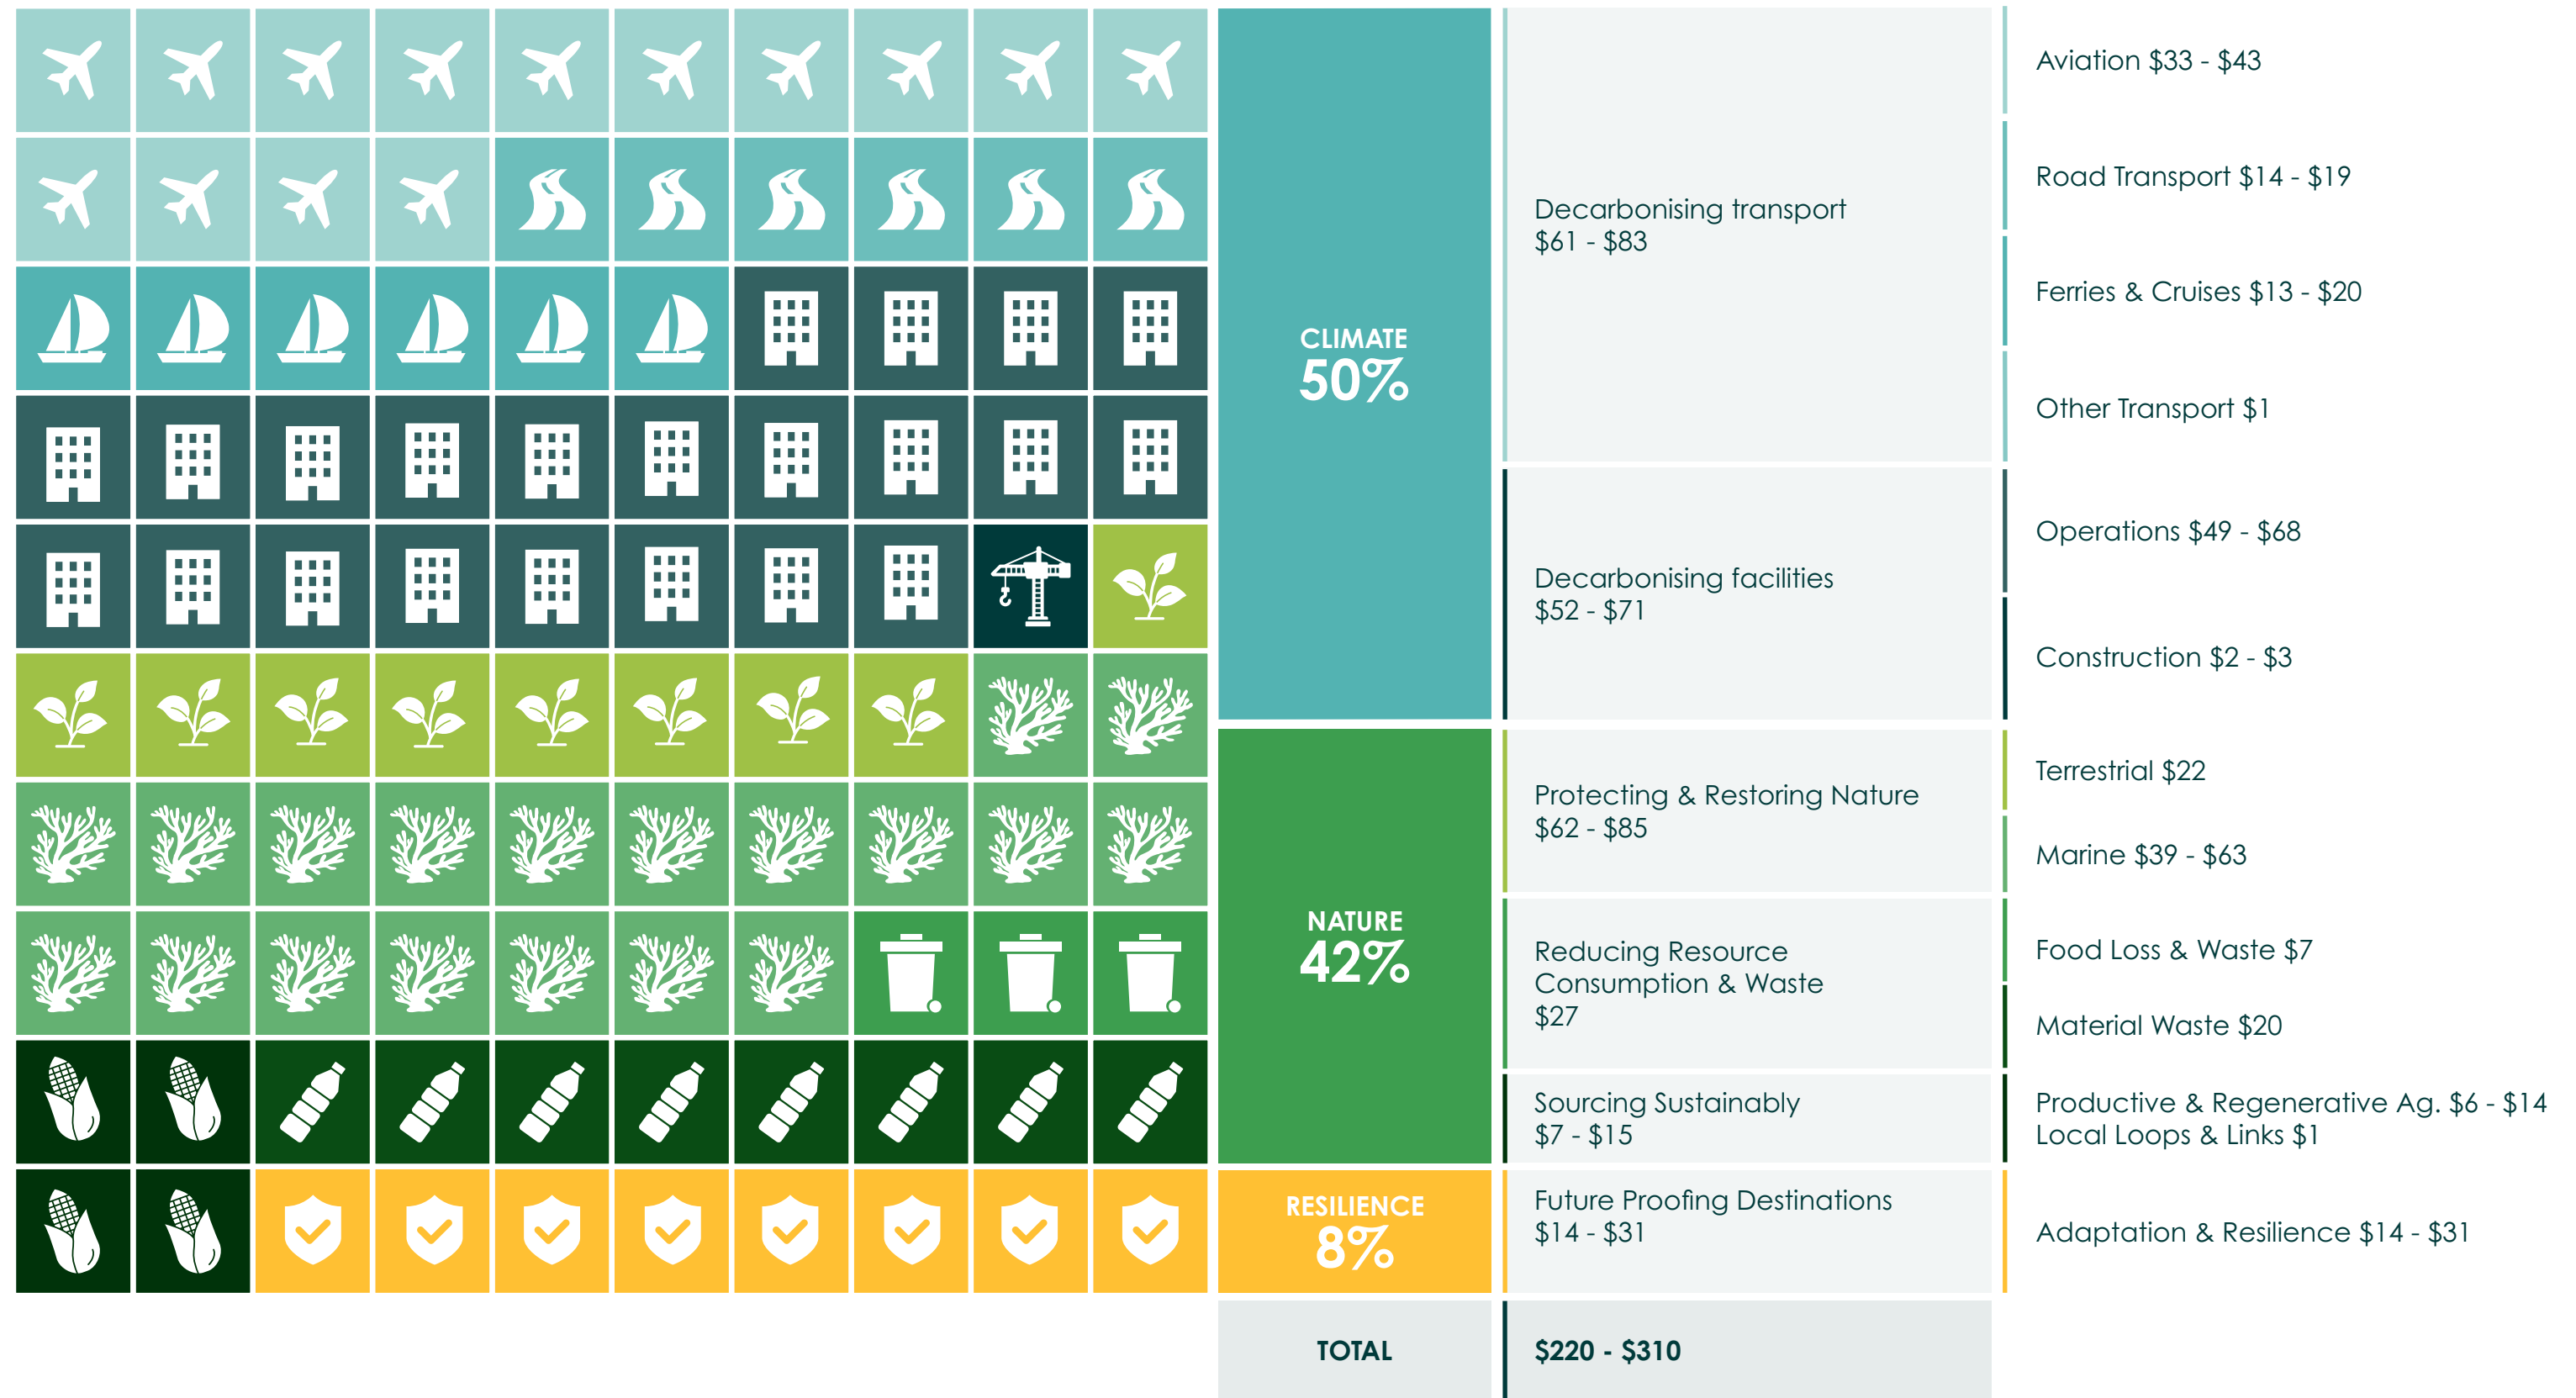 CLIMATE
50%
Decarbonising transport
$61 - $83
Aviation $33 - $43
Road Transport $14 - $19
Ferries & Cruises $13 - $20
Other Transport $1
Decarbonising facilities
$52 - $71
Operations $49 - $68
Construction $2 - $3
NATURE
42%
Protecting & Restoring Nature
$62 - $85
Terrestrial $22
Marine $39 - $63
Reducing Resource
Consumption & Waste
$27
Food Loss & Waste $7
Material Waste $20
Sourcing Sustainably
$7 - $15
Productive & Regenerative Ag. $6 - $14
Local Loops & Links $1
RESILIENCE
8%
Future Proofing Destinations
$14 - $31
Adaptation & Resilience $14 - $31
TOTAL
$220 - $310